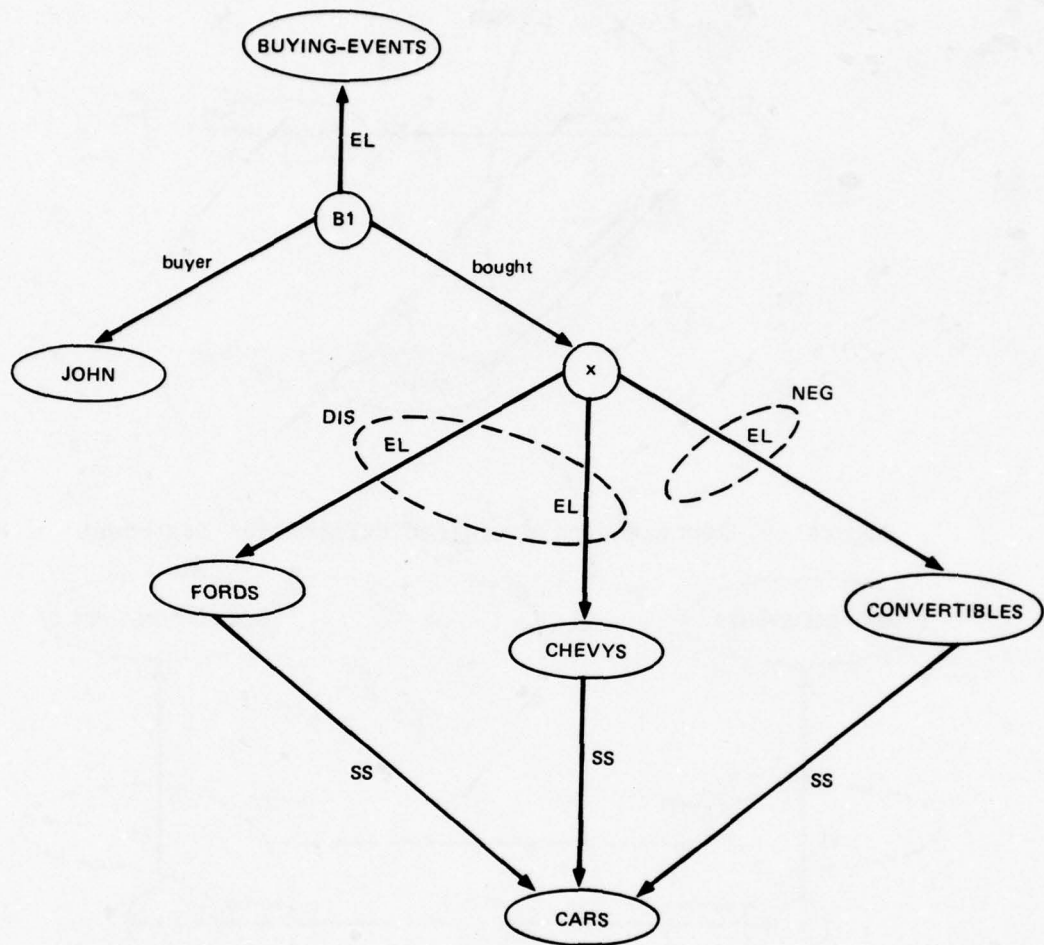 BUYING-EVENTS
EL
B1
buyer
bought
JOHN
x
NEG
DIS
EL
EL
EL
FORDS
CONVERTIBLES
CHEVYS
SS
SS
SS
CARS